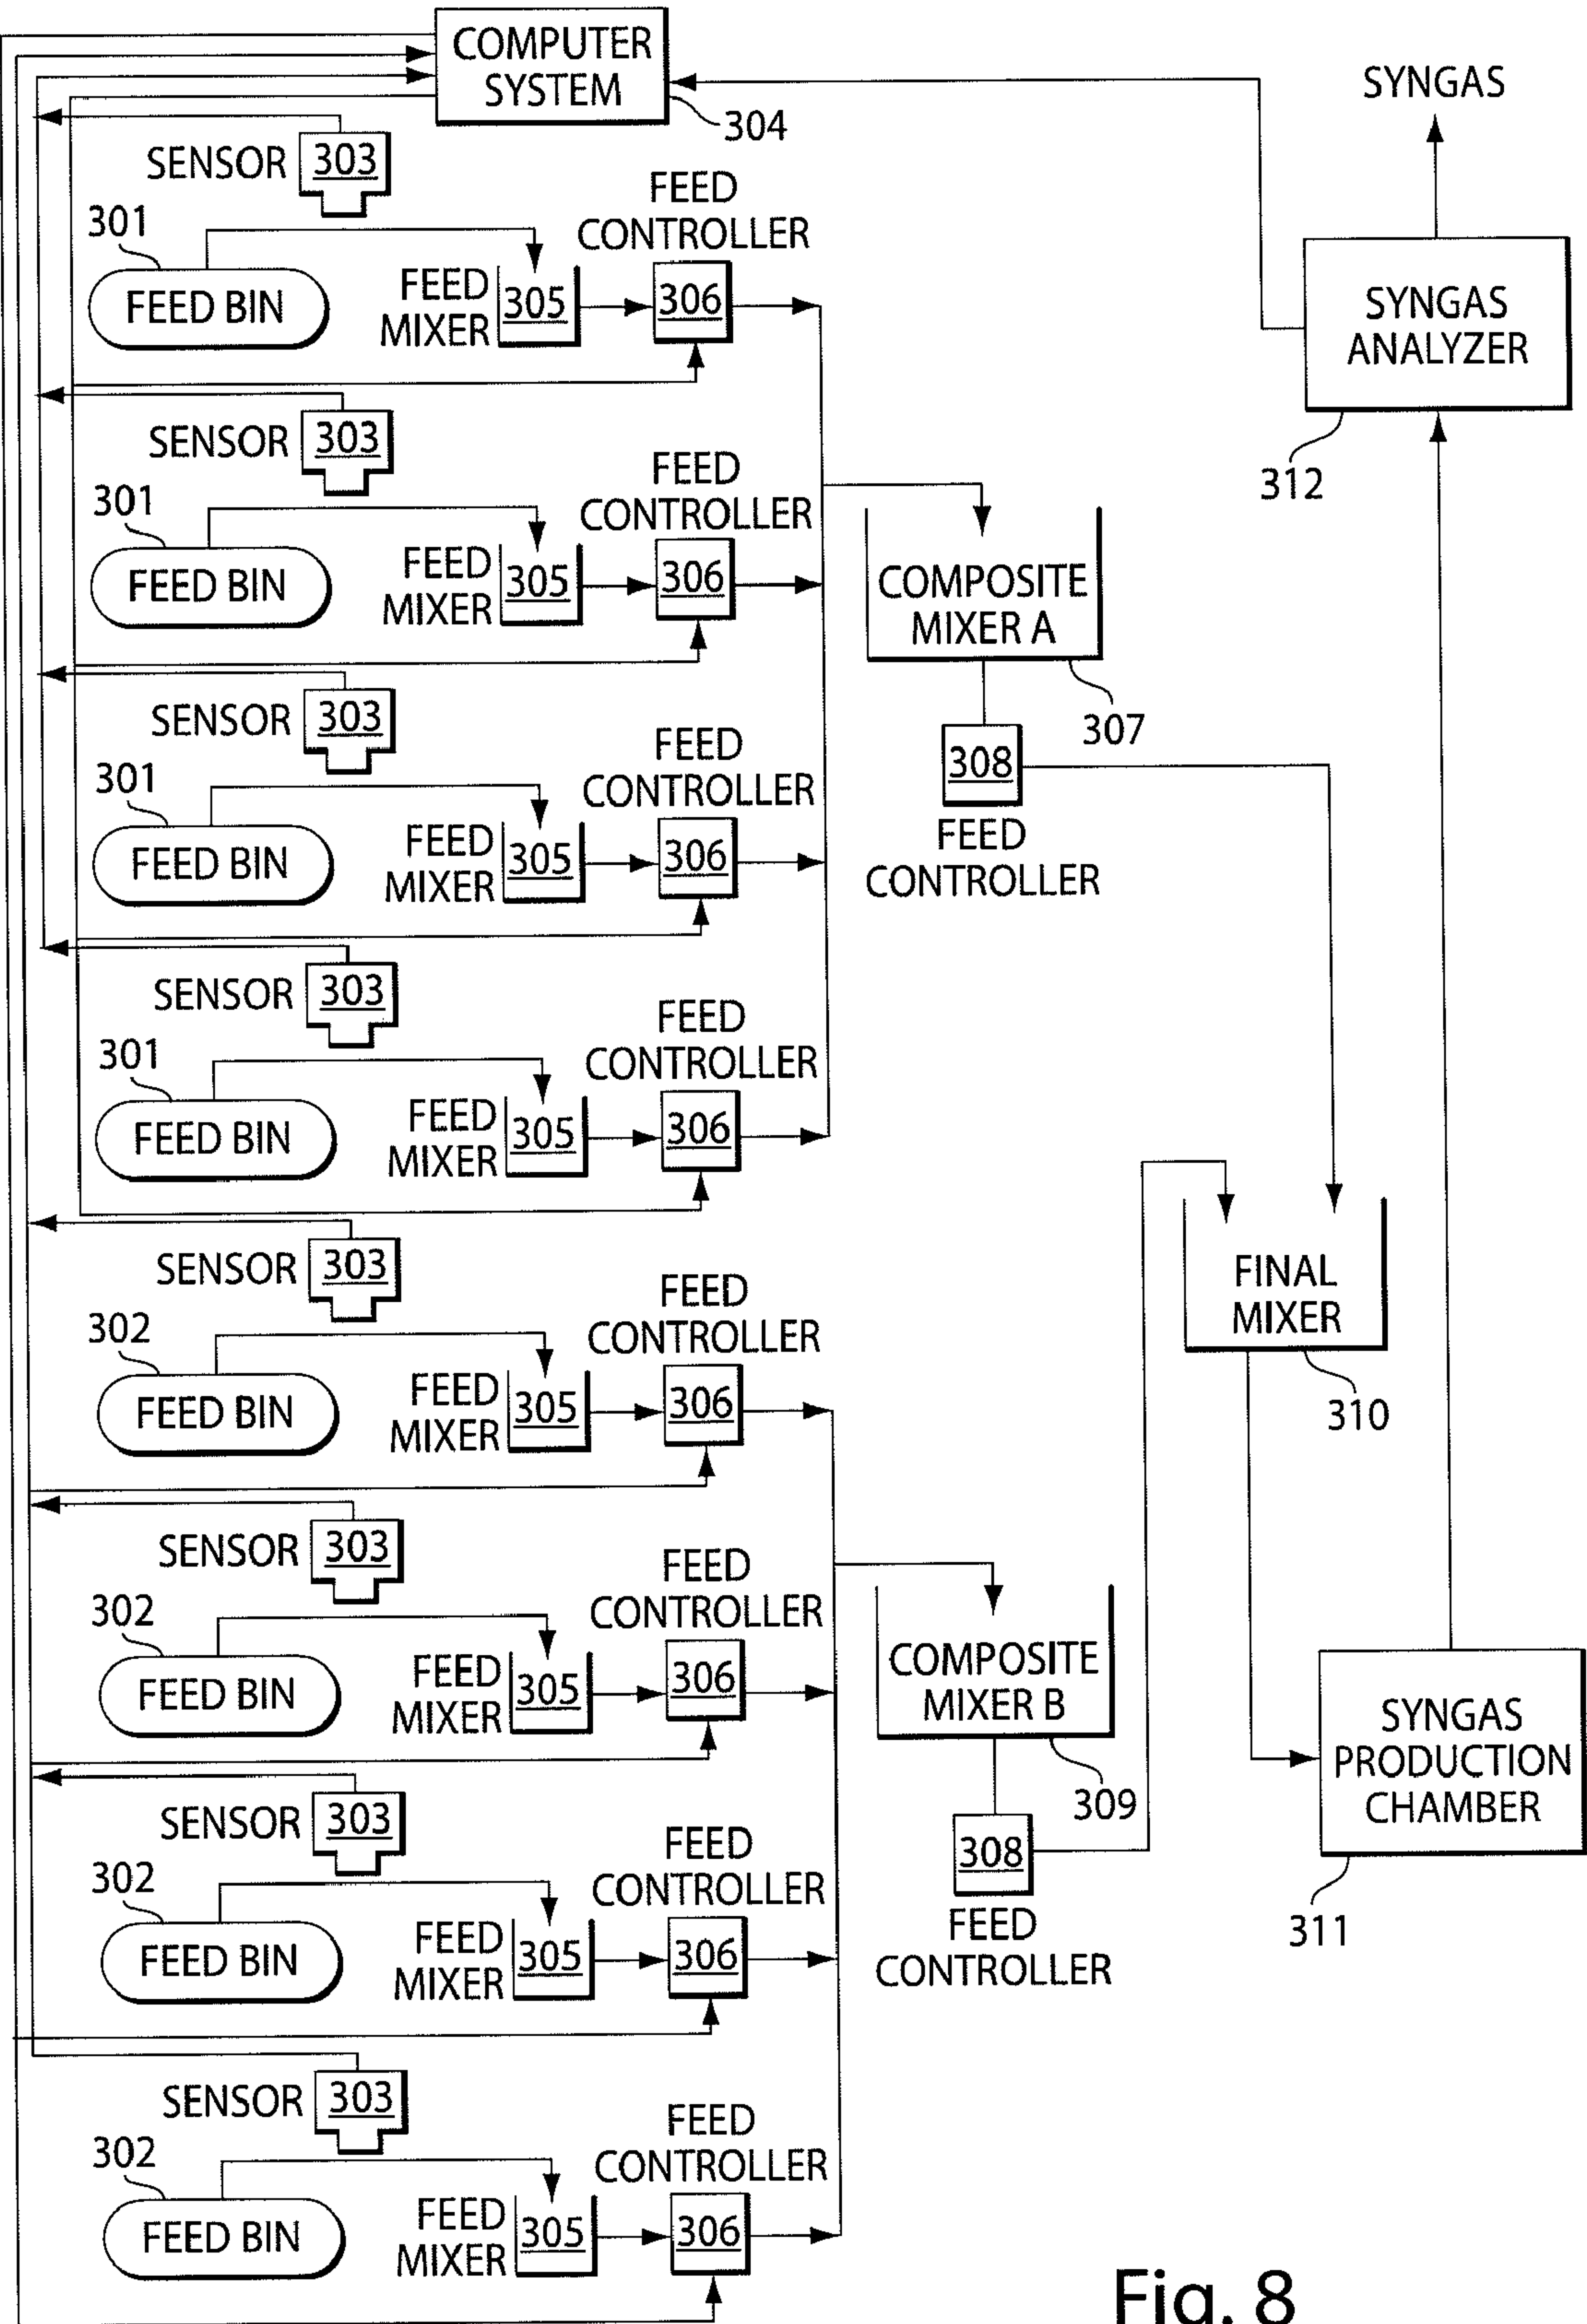 COMPUTER
SYSTEM
304
SYNGAS
SENSOR 303
FEED
CONTROLLER
301
FEED BIN
FEED
MIXER
305
306
SYNGAS
ANALYZER
312
SENSOR 303
FEED
CONTROLLER
301
FEED BIN
FEED
MIXER
305
306
COMPOSITE
MIXER A
307
308
FEED
CONTROLLER
SENSOR 303
FEED
CONTROLLER
301
FEED BIN
FEED
MIXER
305
306
SENSOR 303
FEED
CONTROLLER
301
FEED BIN
FEED
MIXER
305
306
SENSOR 303
FEED
CONTROLLER
302
FEED BIN
FEED
MIXER
305
306
FINAL
MIXER
310
SENSOR 303
FEED
CONTROLLER
302
FEED BIN
FEED
MIXER
305
306
COMPOSITE
MIXER B
309
308
FEED
CONTROLLER
SYNGAS
PRODUCTION
CHAMBER
311
SENSOR 303
FEED
CONTROLLER
302
FEED BIN
FEED
MIXER
305
306
SENSOR 303
FEED
CONTROLLER
302
FEED BIN
FEED
MIXER
305
306
Fig. 8